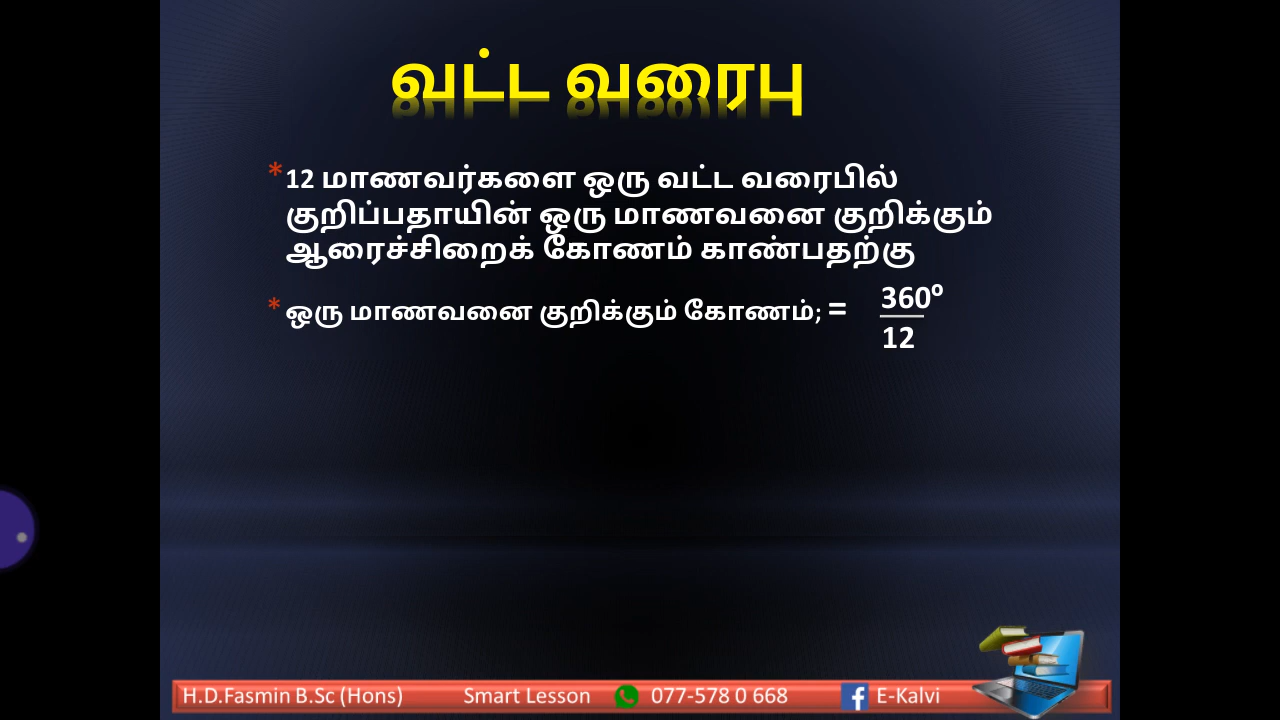 வட்ட வரைபு
*12 மாணவர்களை ஒரு வட்ட வரைபில்
குறிப்பதாயின் ஒரு மாணவனை குறிக்கும்
ஆரைச்சிறைக் கோணம் காண்பதற்கு
*ஒரு மாணவனை குறிக்கும் கோணம்; = 360º
12
H.D.Fasmin B.Sc (Hons) Smart Lesson 077-578 0 668 E-Kalvi